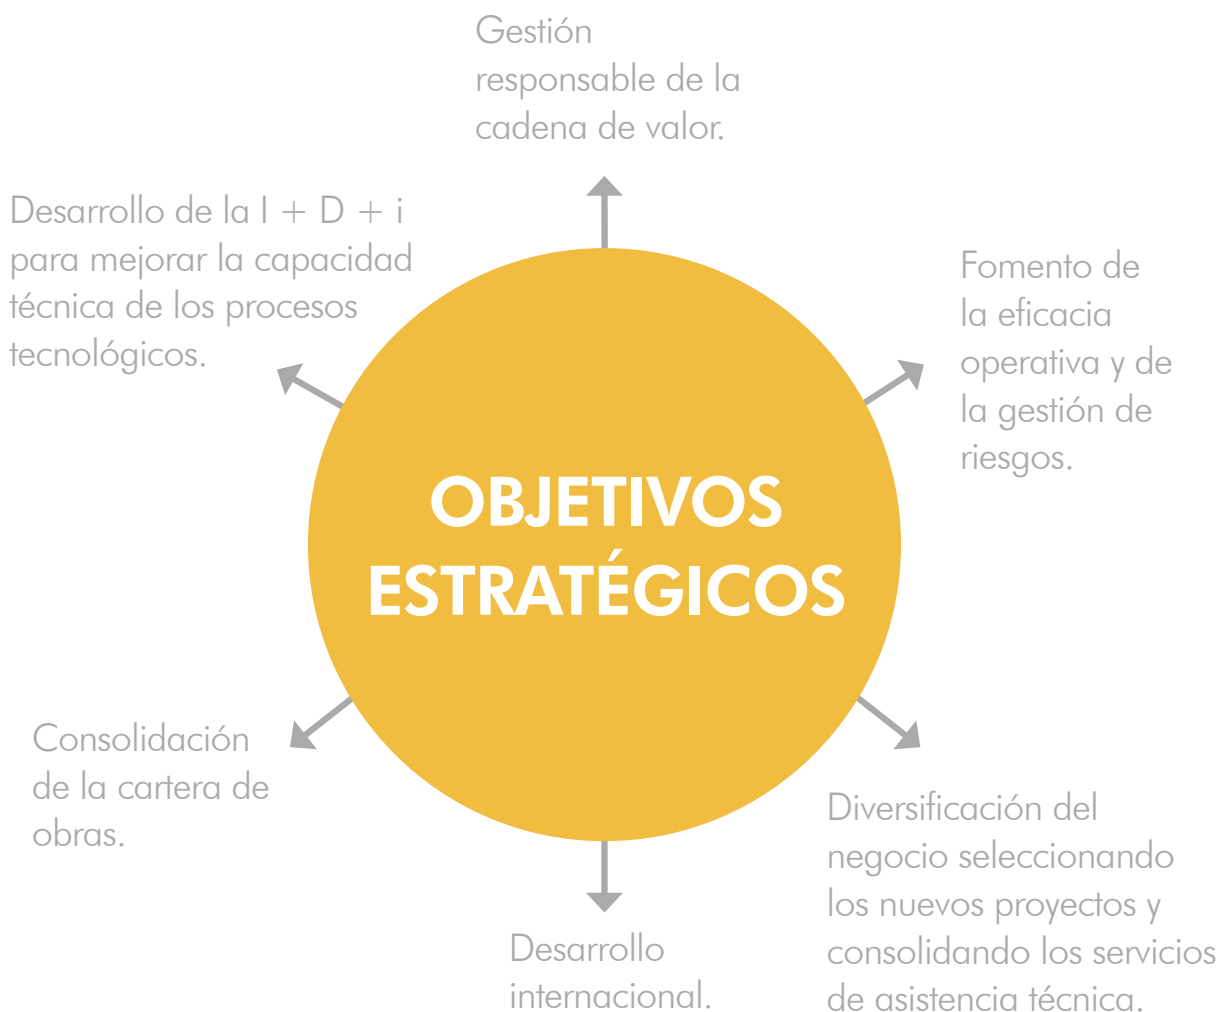 Gestión
responsable de la
cadena de valor.
Desarrollo de la I + D + i
para mejorar la capacidad
técnica de los procesos
tecnológicos.
Fomento de
la eficacia
operativa y de
la gestión de
riesgos.
OBJETIVOS
ESTRATÉGICOS
Consolidación
de la cartera de
obras.
Diversificación del
negocio seleccionando
los nuevos proyectos y
consolidando los servicios
de asistencia técnica.
Desarrollo
internacional.